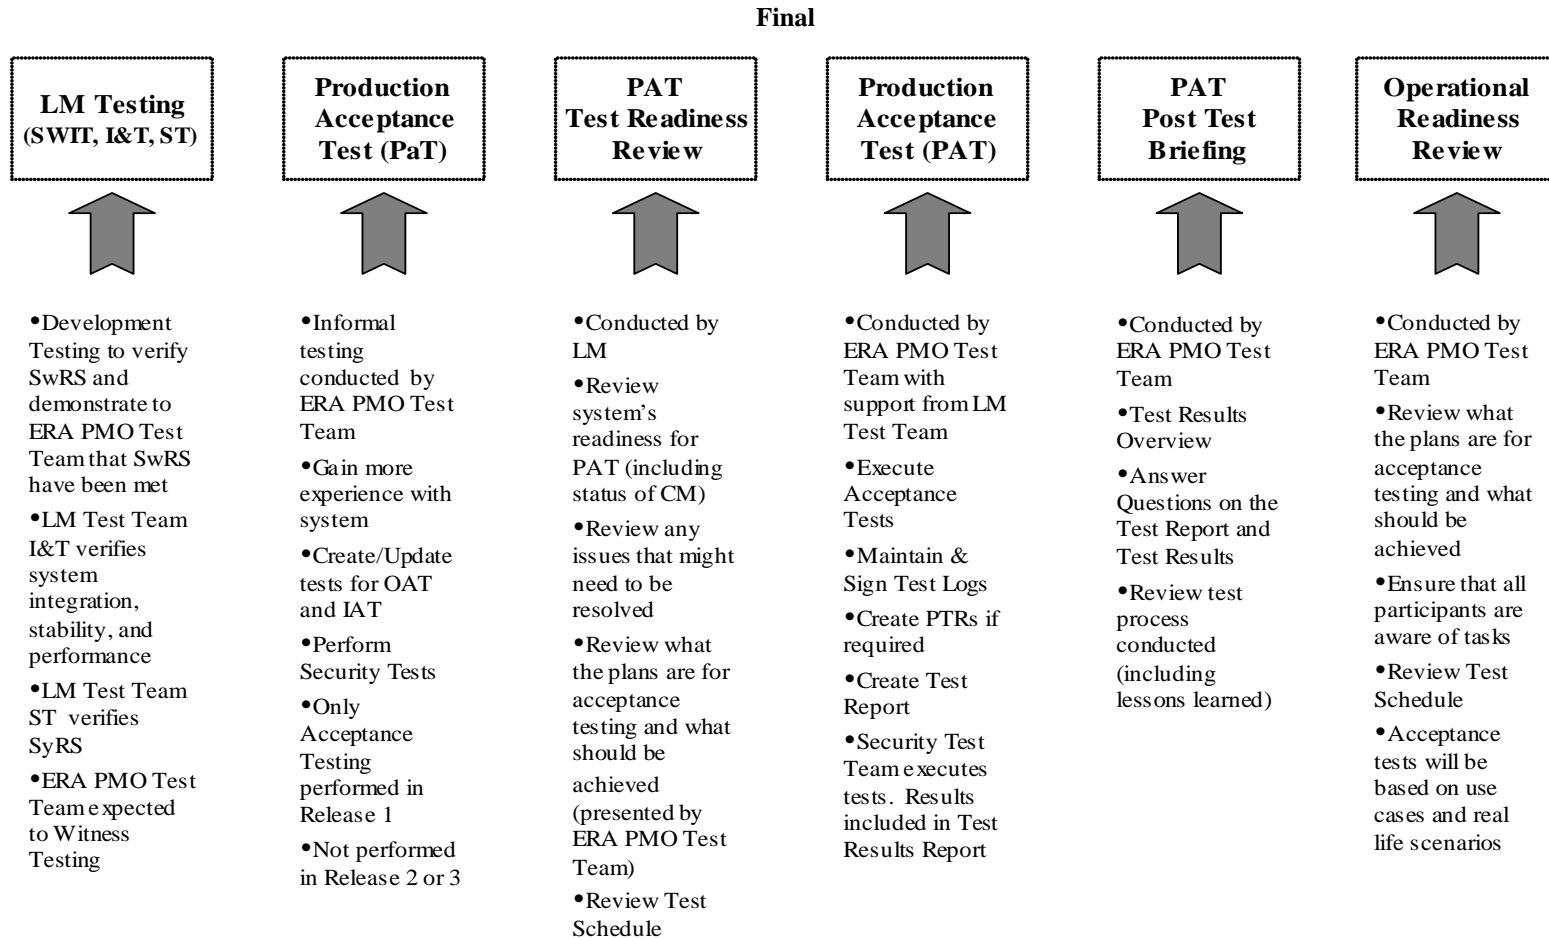 Final
LM Testing
(SWIT, I&T, ST)
•Development
Testing to verify
SwRS and
demonstrate to
ERA PMO Test
Team that SwRS
have been met
•LM Test Team
I&T verifies
system
integration,
stability, and
performance
•LM Test Team
ST verifies
SyRS
•ERA PMO Test
Team expected
to Witness
Testing
Production
Acceptance
Test (PaT)
•Informal
testing
conducted by
ERA PMO Test
Team
•Gain more
experience with
system
•Create/Update
tests for OAT
and IAT
•Perform
Security Tests
•Only
Acceptance
Testing
performed in
Release 1
•Not performed
in Release 2 or 3
PAT
Test Readiness
Review
•Conducted by
LM
•Review
system’s
readiness for
PAT (including
status of CM)
•Review any
issues that might
need to be
resolved
•Review what
the plans are for
acceptance
testing and what
should be
achieved
(presented by
ERA PMO Test
Team)
•Review Test
Schedule
Production
Acceptance
Test (PAT)
•Conducted by
ERA PMO Test
Team with
support from LM
Test Team
•Execute
Acceptance
Tests
•Maintain &
Sign Test Logs
•Create PTRs if
required
•Create Test
Report
•Security Test
Team executes
tests. Results
included in Test
Results Report
PAT
Post Test
Briefing
•Conducted by
ERA PMO Test
Team
•Test Results
Overview
•Answer
Questions on the
Test Report and
Test Results
•Review test
process
conducted
(including
lessons learned)
Operational
Readiness
Review
•Conducted by
ERA PMO Test
Team
•Review what
the plans are for
acceptance
testing and what
should be
achieved
•Ensure that all
participants are
aware of tasks
•Review Test
Schedule
•Acceptance
tests will be
based on use
cases and real
life scenarios